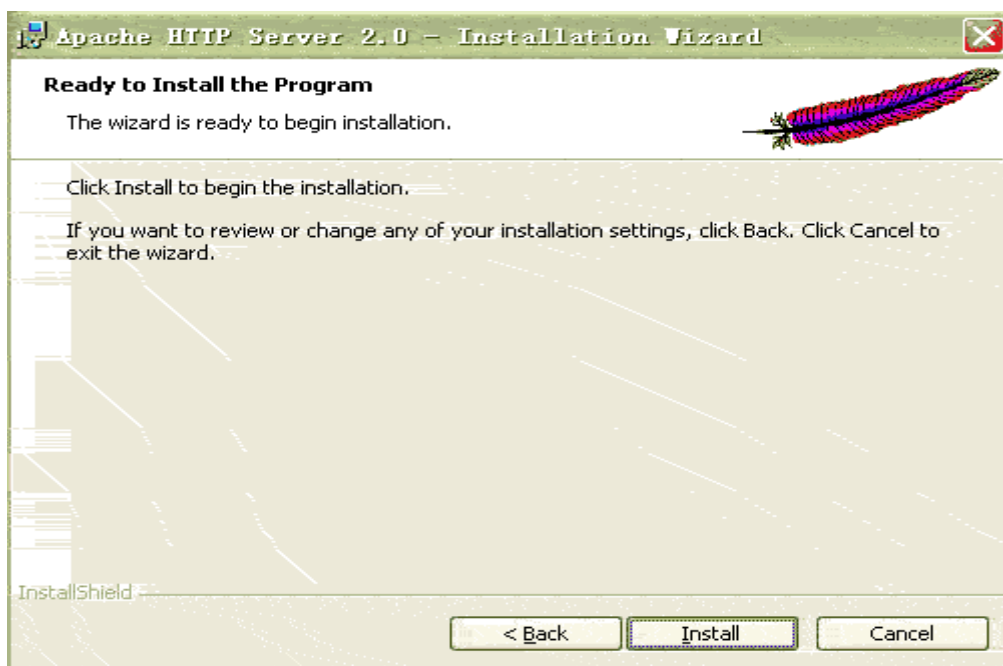 Apache HTTP Server 2.0 - Installation Wizard
Ready to Install the Program
The wizard is ready to begin installation.
Click Install to begin the installation.
If you want to review or change any of your installation settings, click Back. Click Cancel to
exit the wizard.
InstallShield
< Back Install Cancel